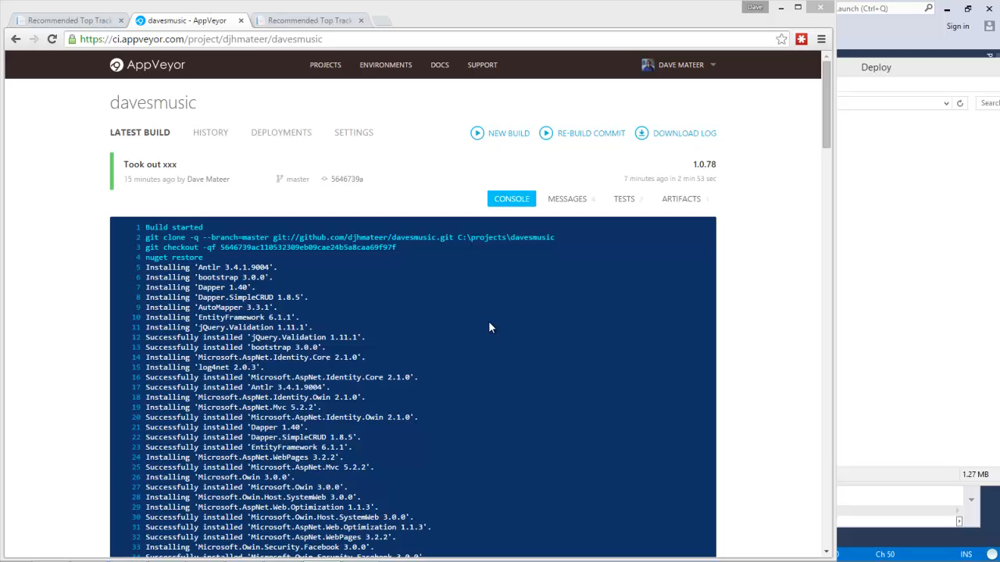 Recommended Top Track
davesmusic - AppVeyor
Recommended Top Track
Dave
Launch (Ctrl+Q)
Sign in
https://ci.appveyor.com/project/djhmateer/davesmusic
Deploy
AppVeyor
PROJECTS
ENVIRONMENTS
DOCS
SUPPORT
DAVE MATEER
Searc
davesmusic
LATEST BUILD
HISTORY
DEPLOYMENTS
SETTINGS
NEW BUILD
RE-BUILD COMMIT
DOWNLOAD LOG
Took out xxx
1.0.78
15 minutes ago by Dave Mateer
master
5646739a
7 minutes ago in 2 min 53 sec
CONSOLE
MESSAGES 4
TESTS 7
ARTIFACTS 1
1 Build started
2 git clone -q --branch=master git://github.com/djhmateer/davesmusic.git C:\projects\davesmusic
3 git checkout -qf 5646739ac110532309eb09cae24b5a8caa69f97f
4 nuget restore
5 Installing 'Antlr 3.4.1.9004'.
6 Installing 'bootstrap 3.0.0'.
7 Installing 'Dapper 1.40'.
8 Installing 'Dapper.SimpleCRUD 1.8.5'.
9 Installing 'AutoMapper 3.3.1'.
10 Installing 'EntityFramework 6.1.1'.
11 Installing 'jQuery.Validation 1.11.1'.
12 Successfully installed 'jQuery.Validation 1.11.1'.
13 Successfully installed 'bootstrap 3.0.0'.
14 Installing 'Microsoft.AspNet.Identity.Core 2.1.0'.
15 Installing 'log4net 2.0.3'.
16 Successfully installed 'Microsoft.AspNet.Identity.Core 2.1.0'.
17 Successfully installed 'Antlr 3.4.1.9004'.
18 Installing 'Microsoft.AspNet.Identity.Owin 2.1.0'.
19 Installing 'Microsoft.AspNet.Mvc 5.2.2'.
20 Successfully installed 'Microsoft.AspNet.Identity.Owin 2.1.0'.
21 Successfully installed 'Dapper 1.40'.
22 Successfully installed 'Dapper.SimpleCRUD 1.8.5'.
23 Successfully installed 'EntityFramework 6.1.1'.
24 Installing 'Microsoft.AspNet.WebPages 3.2.2'.
25 Successfully installed 'Microsoft.AspNet.Mvc 5.2.2'.
26 Installing 'Microsoft.Owin 3.0.0'.
27 Successfully installed 'Microsoft.Owin 3.0.0'.
28 Installing 'Microsoft.Owin.Host.SystemWeb 3.0.0'.
29 Installing 'Microsoft.AspNet.Web.Optimization 1.1.3'.
30 Successfully installed 'Microsoft.Owin.Host.SystemWeb 3.0.0'.
31 Successfully installed 'Microsoft.AspNet.Web.Optimization 1.1.3'.
32 Successfully installed 'Microsoft.AspNet.WebPages 3.2.2'.
33 Installing 'Microsoft.Owin.Security.Facebook 3.0.0'.
34 Successfully installed 'Microsoft.Owin.Security.Facebook 3.0.0'.
1.27 MB
Ch 50
INS